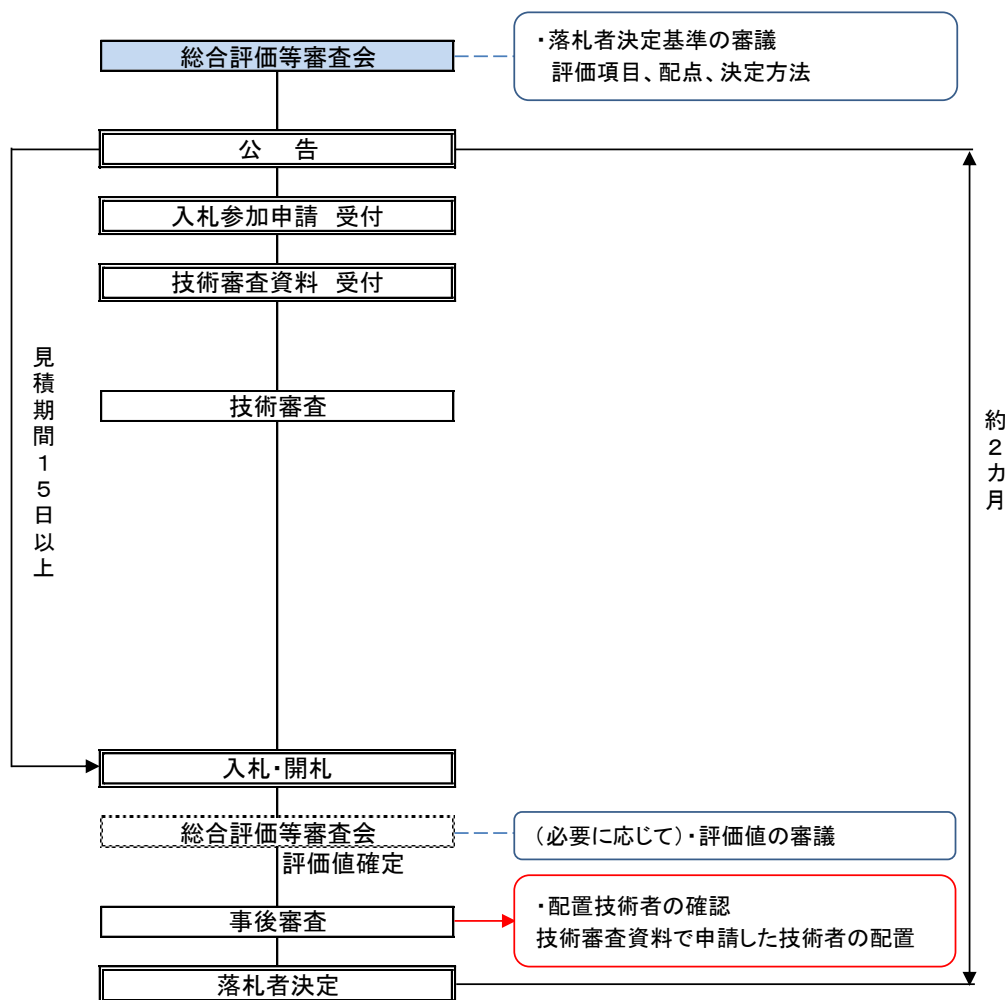 総合評価等審査会
・落札者決定基準の審議
評価項目、配点、決定方法
公　告
入札参加申請　受付
技術審査資料　受付
見積期間１５日以上
技術審査
約２カ月
入札・開札
総合評価等審査会
（必要に応じて）・評価値の審議
評価値確定
事後審査
・配置技術者の確認
技術審査資料で申請した技術者の配置
落札者決定